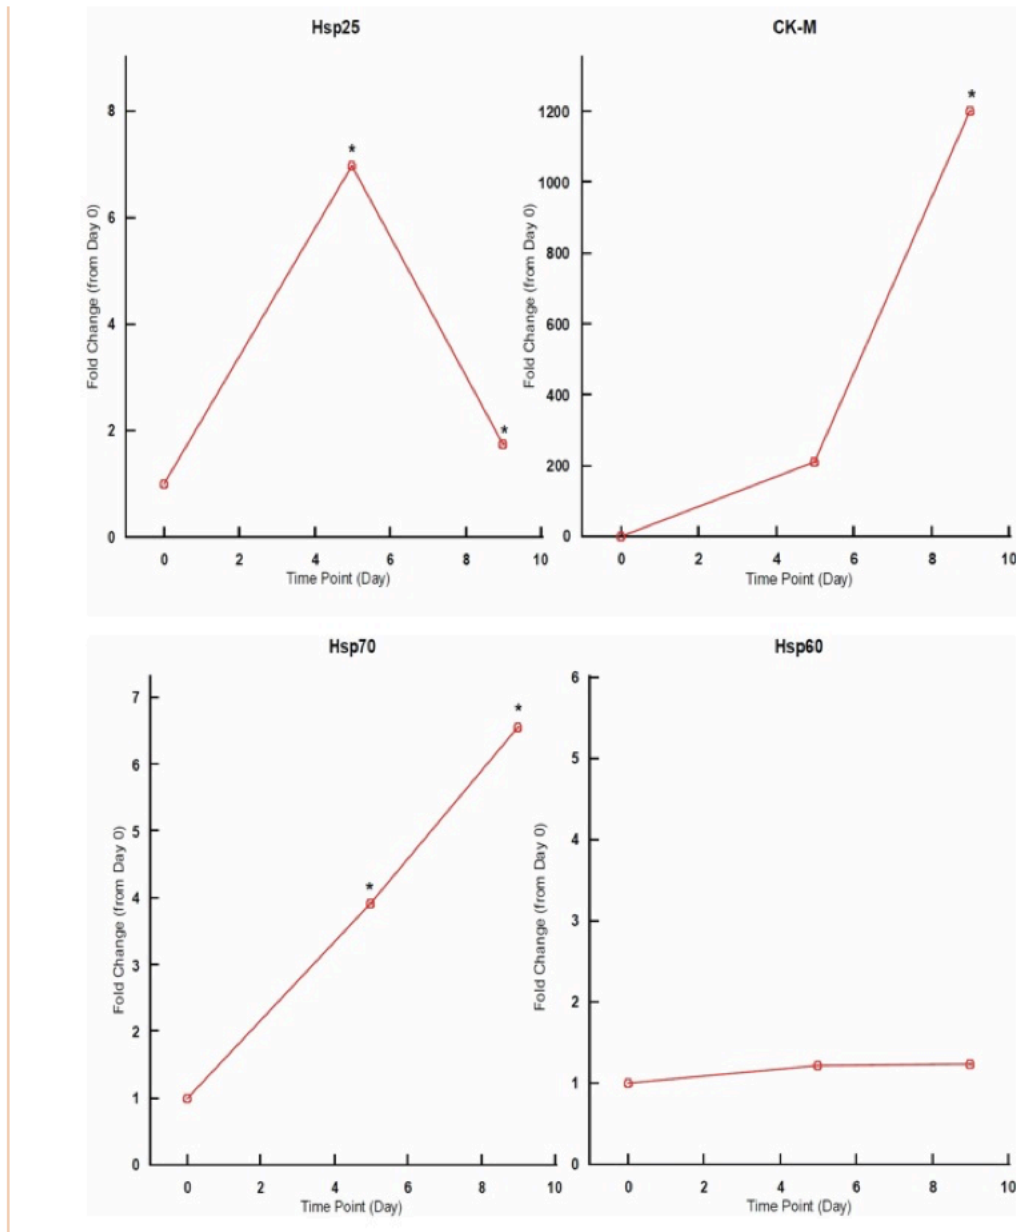 Hsp25
CK-M
8
6
4
2
0
Fold Change (from Day 0)
*
*
0 2 4 6 8 10
Time Point (Day)
1200
1000
800
600
400
200
0
Fold Change (from Day 0)
*
0 2 4 6 8 10
Time Point (Day)
Hsp70
Hsp60
7
6
5
4
3
2
1
0
Fold Change (from Day 0)
*
*
0 2 4 6 8 10
Time Point (Day)
6
5
4
3
2
1
0
Fold Change (from Day 0)
0 2 4 6 8 10
Time Point (Day)